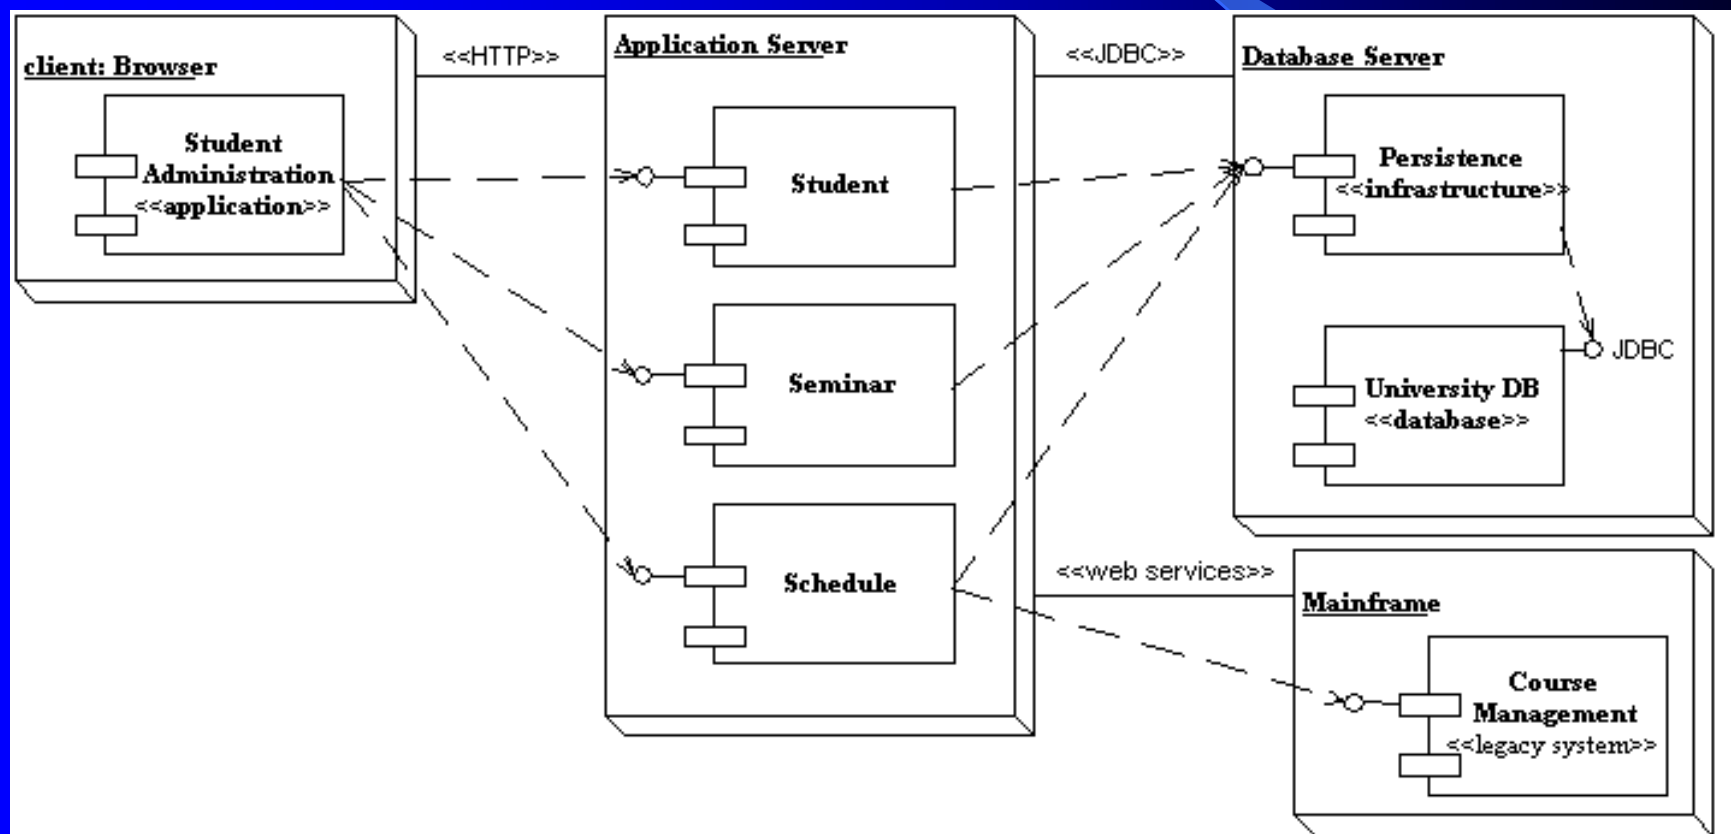 client: Browser
Student
Administration
<<application>>
<<HTTP>>
Application Server
Student
Seminar
Schedule
<<JDBC>>
Database Server
Persistence
<<infrastructure>>
JDBC
University DB
<<database>>
<<web services>>
Mainframe
Course
Management
<<legacy system>>